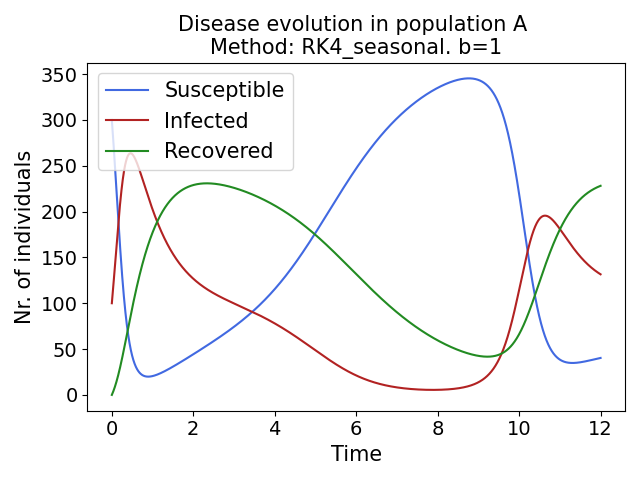 Disease evolution in population A
Method: RK4_seasonal. b=1
Susceptible
Infected
Recovered
Nr. of individuals
350
300
250
200
150
100
50
0
0 2 4 6 8 10 12
Time